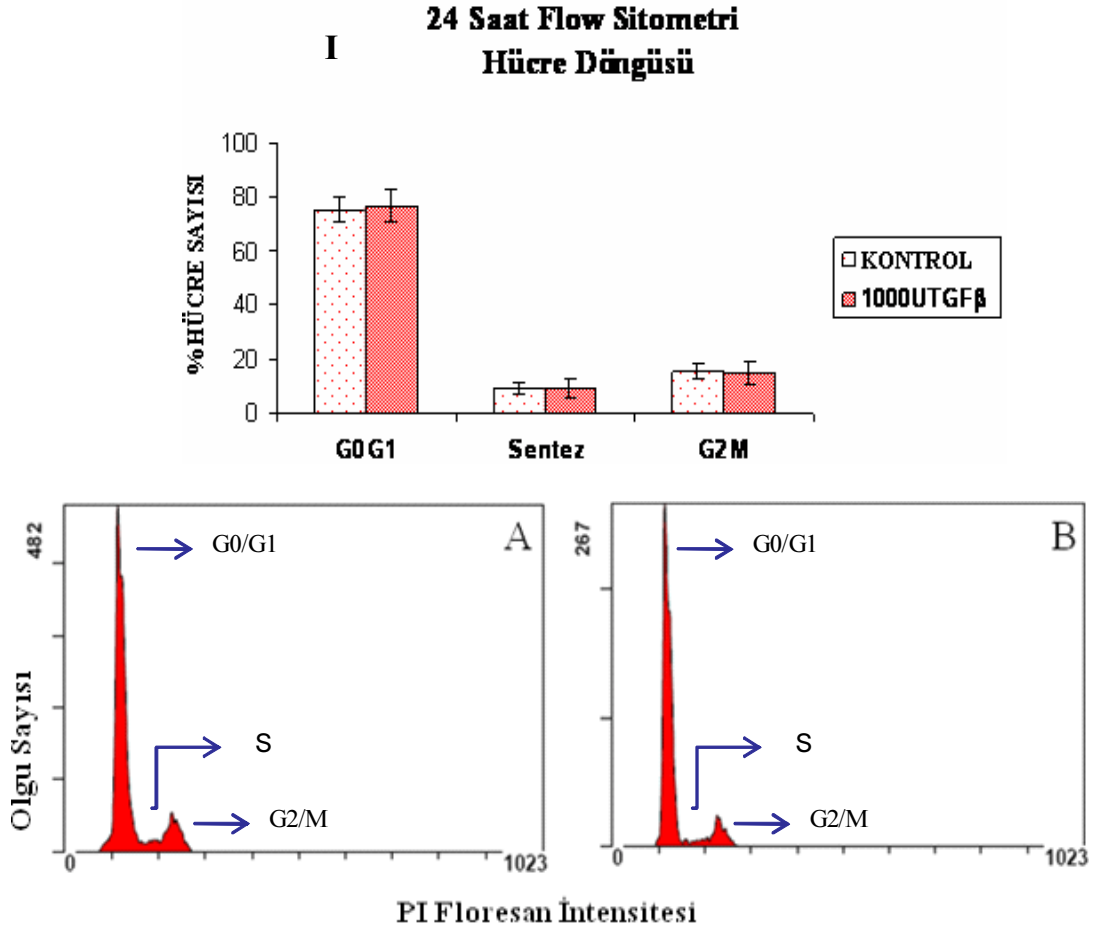 24 Saat Flow Sitometri
I
Hücre Döngüsü
%HÜCRE SAYISI
100
80
60
40
20
0
G0G1
Sentez
G2M
KONTROL
1000UTGFβ
482
A
G0/G1
S
G2/M
0
1023
Olgu Sayısı
267
B
G0/G1
S
G2/M
0
1023
PI Floresan İntensitesi